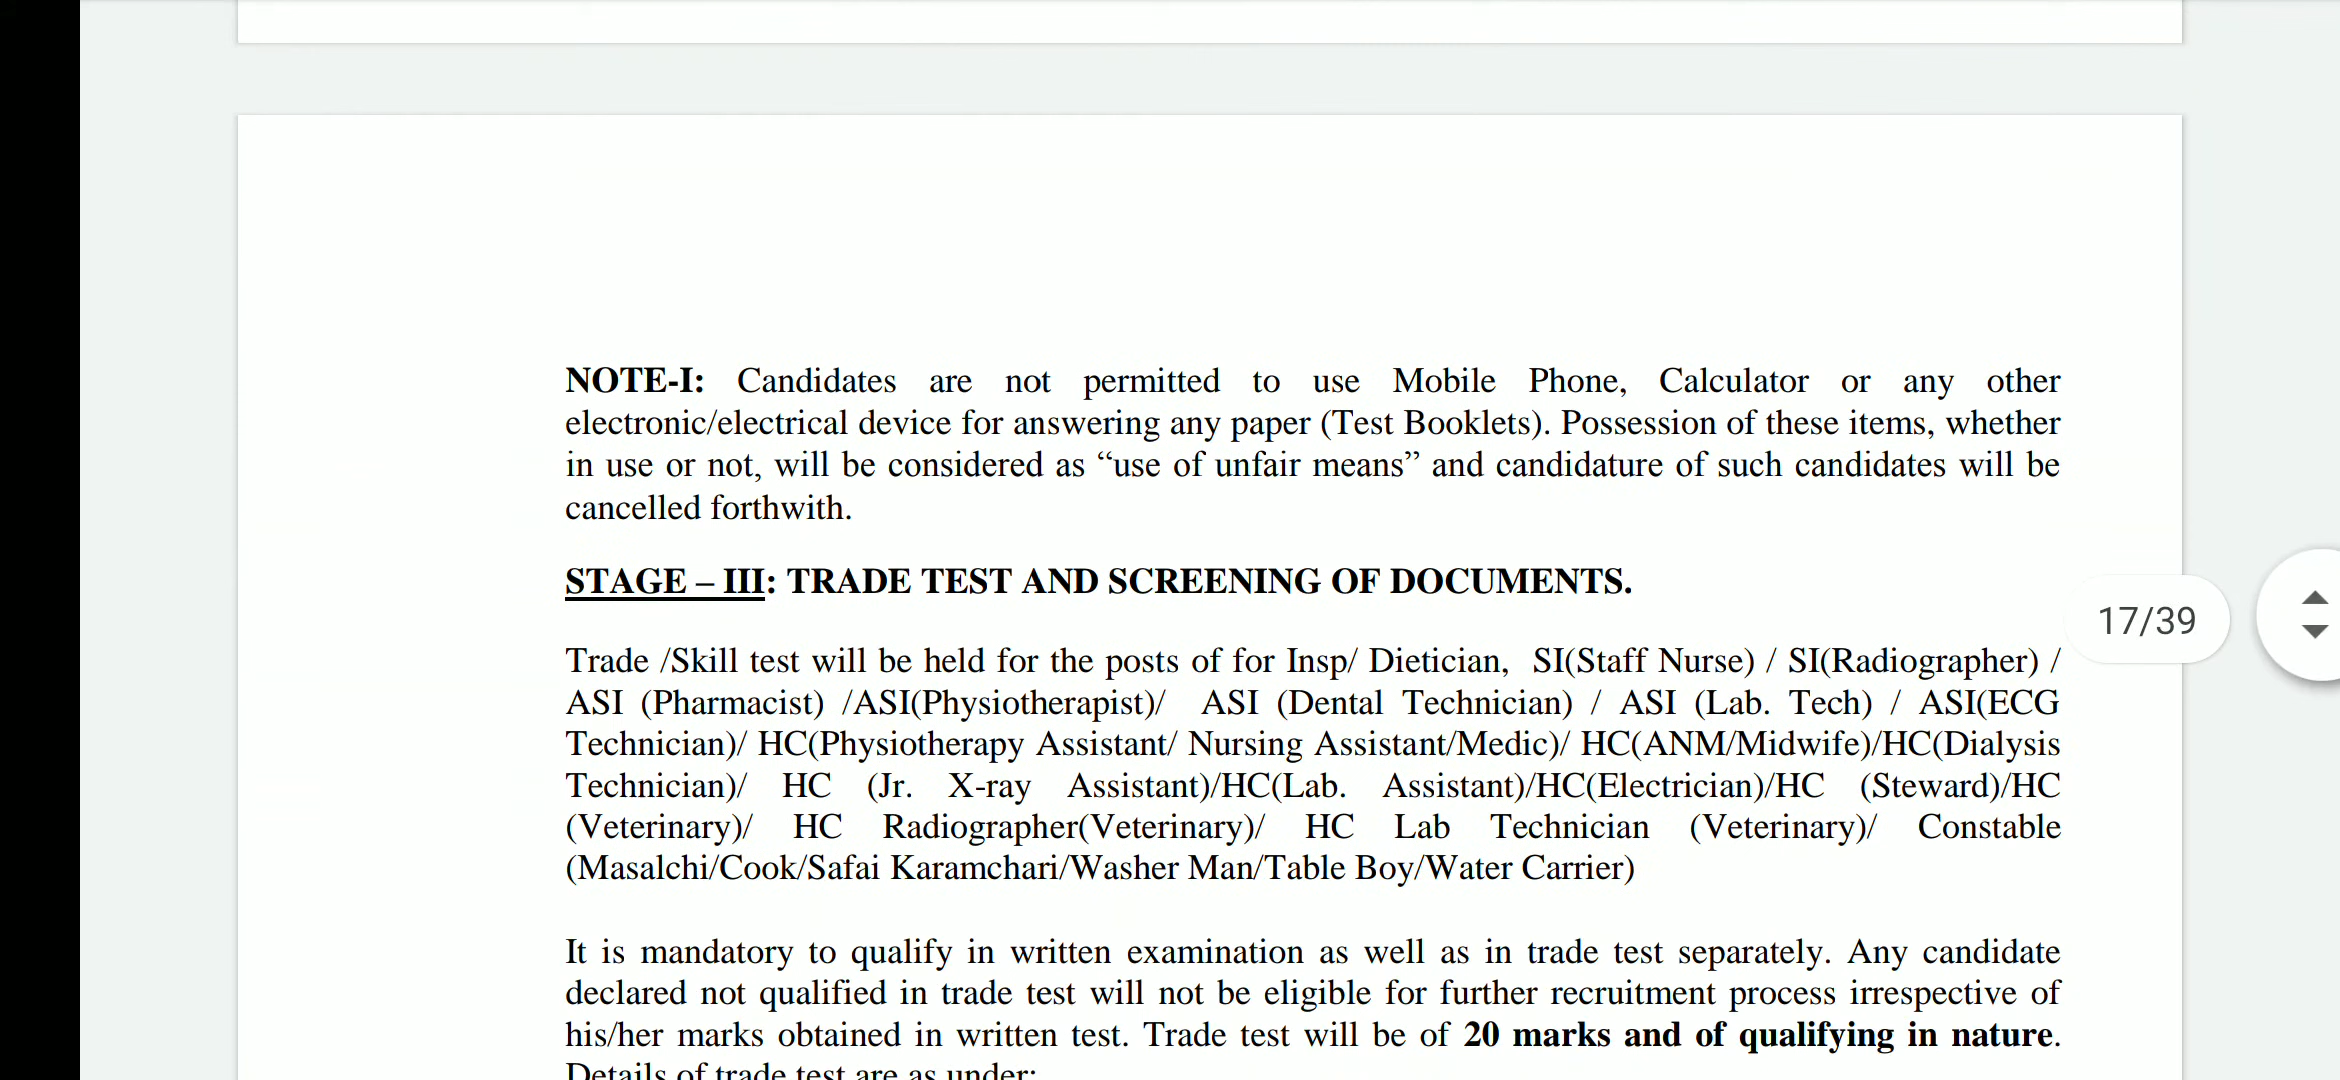 NOTE-I: Candidates are not permitted to use Mobile Phone, Calculator or any other
electronic/electrical device for answering any paper (Test Booklets). Possession of these items, whether
in use or not, will be considered as “use of unfair means” and candidature of such candidates will be
cancelled forthwith.
STAGE – III: TRADE TEST AND SCREENING OF DOCUMENTS.
17/39
Trade /Skill test will be held for the posts of for Insp/ Dietician, SI(Staff Nurse) / SI(Radiographer) /
ASI (Pharmacist) /ASI(Physiotherapist)/ ASI (Dental Technician) / ASI (Lab. Tech) / ASI(ECG
Technician)/ HC(Physiotherapy Assistant/ Nursing Assistant/Medic)/ HC(ANM/Midwife)/HC(Dialysis
Technician)/ HC (Jr. X-ray Assistant)/HC(Lab. Assistant)/HC(Electrician)/HC (Steward)/HC
(Veterinary)/ HC Radiographer(Veterinary)/ HC Lab Technician (Veterinary)/ Constable
(Masalchi/Cook/Safai Karamchari/Washer Man/Table Boy/Water Carrier)
It is mandatory to qualify in written examination as well as in trade test separately. Any candidate
declared not qualified in trade test will not be eligible for further recruitment process irrespective of
his/her marks obtained in written test. Trade test will be of 20 marks and of qualifying in nature.
Details of trade test are as under: